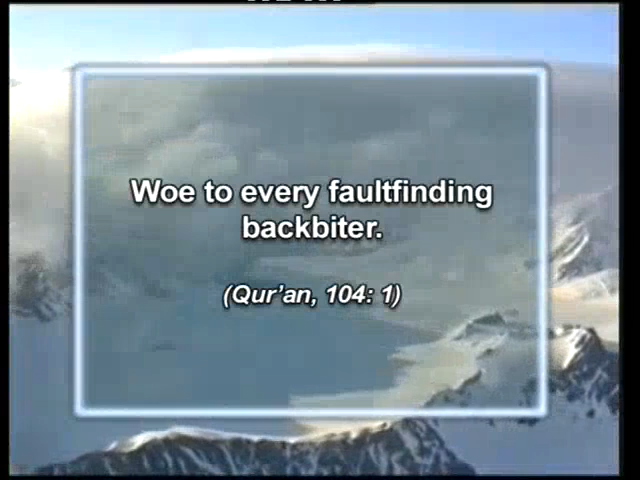 Woe to every faultfinding
backbiter.
(Qur'an, 104: 1)